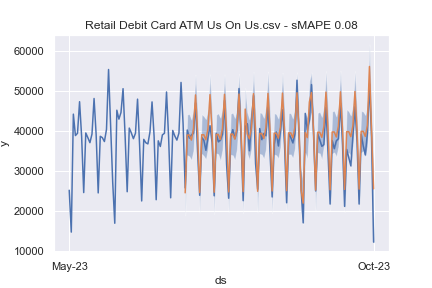 Retail Debit Card ATM Us On Us.csv - sMAPE 0.08
60000
50000
40000
30000
20000
10000
y
May-23
Oct-23
ds